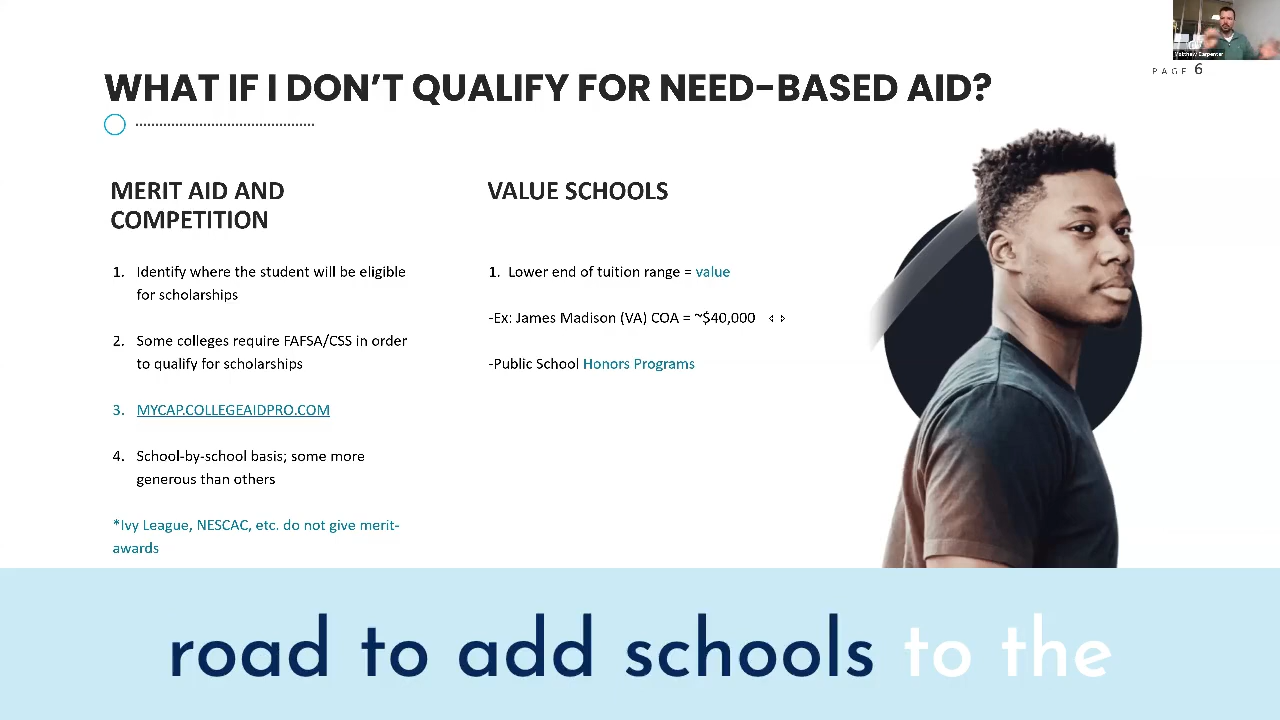 Matthew Carpenter
PAGE 6
WHAT IF I DON'T QUALIFY FOR NEED-BASED AID?
MERIT AID AND
COMPETITION
1. Identify where the student will be eligible
for scholarships
2. Some colleges require FAFSA/CSS in order
to qualify for scholarships
3. MYCAP.COLLEGEAIDPRO.COM
4. School-by-school basis; some more
generous than others
*Ivy League, NESCAC, etc. do not give merit-
awards
VALUE SCHOOLS
1. Lower end of tuition range = value
-Ex: James Madison (VA) COA = ~$40,000
-Public School Honors Programs
road to add schools to the